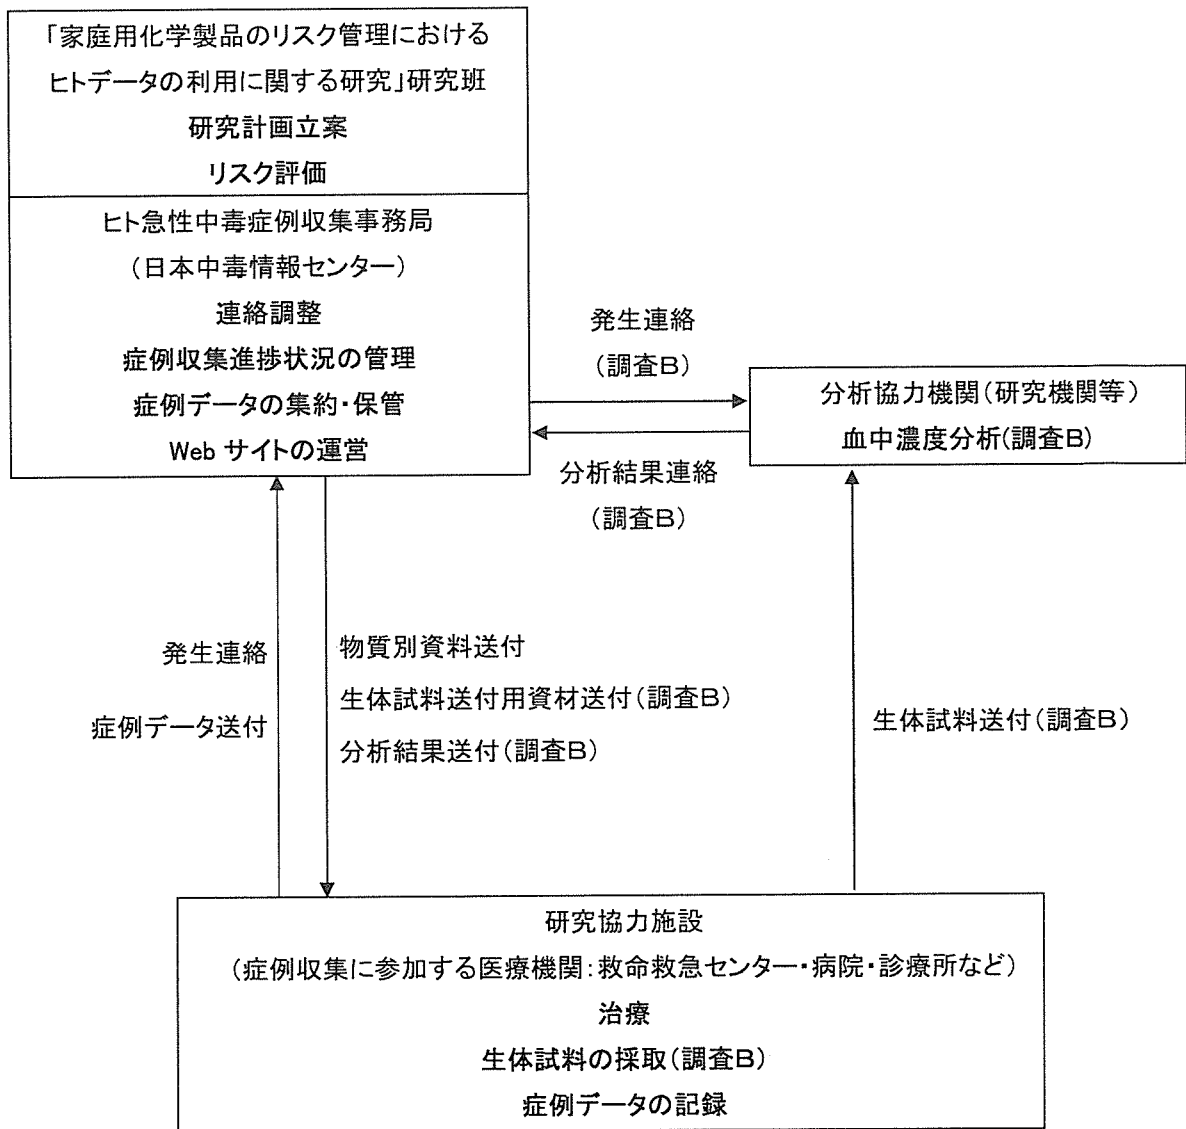 「家庭用化学製品のリスク管理における
ヒトデータの利用に関する研究」研究班
研究計画立案
リスク評価
ヒト急性中毒症例収集事務局
（日本中毒情報センター）
連絡調整
症例収集進捗状況の管理
症例データの集約・保管
Web サイトの運営
発生連絡
（調査B）
分析協力機関（研究機関等）
血中濃度分析(調査B)
分析結果連絡
（調査B）
発生連絡
症例データ送付
物質別資料送付
生体試料送付用資材送付（調査B）
分析結果送付（調査B）
生体試料送付（調査B）
研究協力施設
（症例収集に参加する医療機関：救命救急センター・病院・診療所など）
治療
生体試料の採取（調査B）
症例データの記録